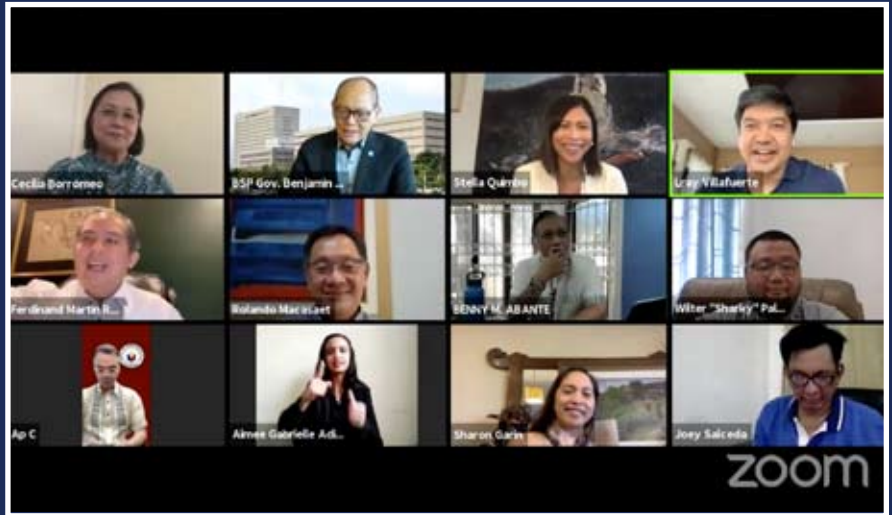 Cecilia Borromeo
BSP Gov. Benjamin ...
Stella Quimbo
Lray Villafuerte
Ferdinand Martin R...
Rolando Macasaet
BENNY M. ABANTE
Wilter "Sharky" Pal...
Ap C
Aimee Gabrielle Adi...
Sharon Garin
Joey Salceda
zoom